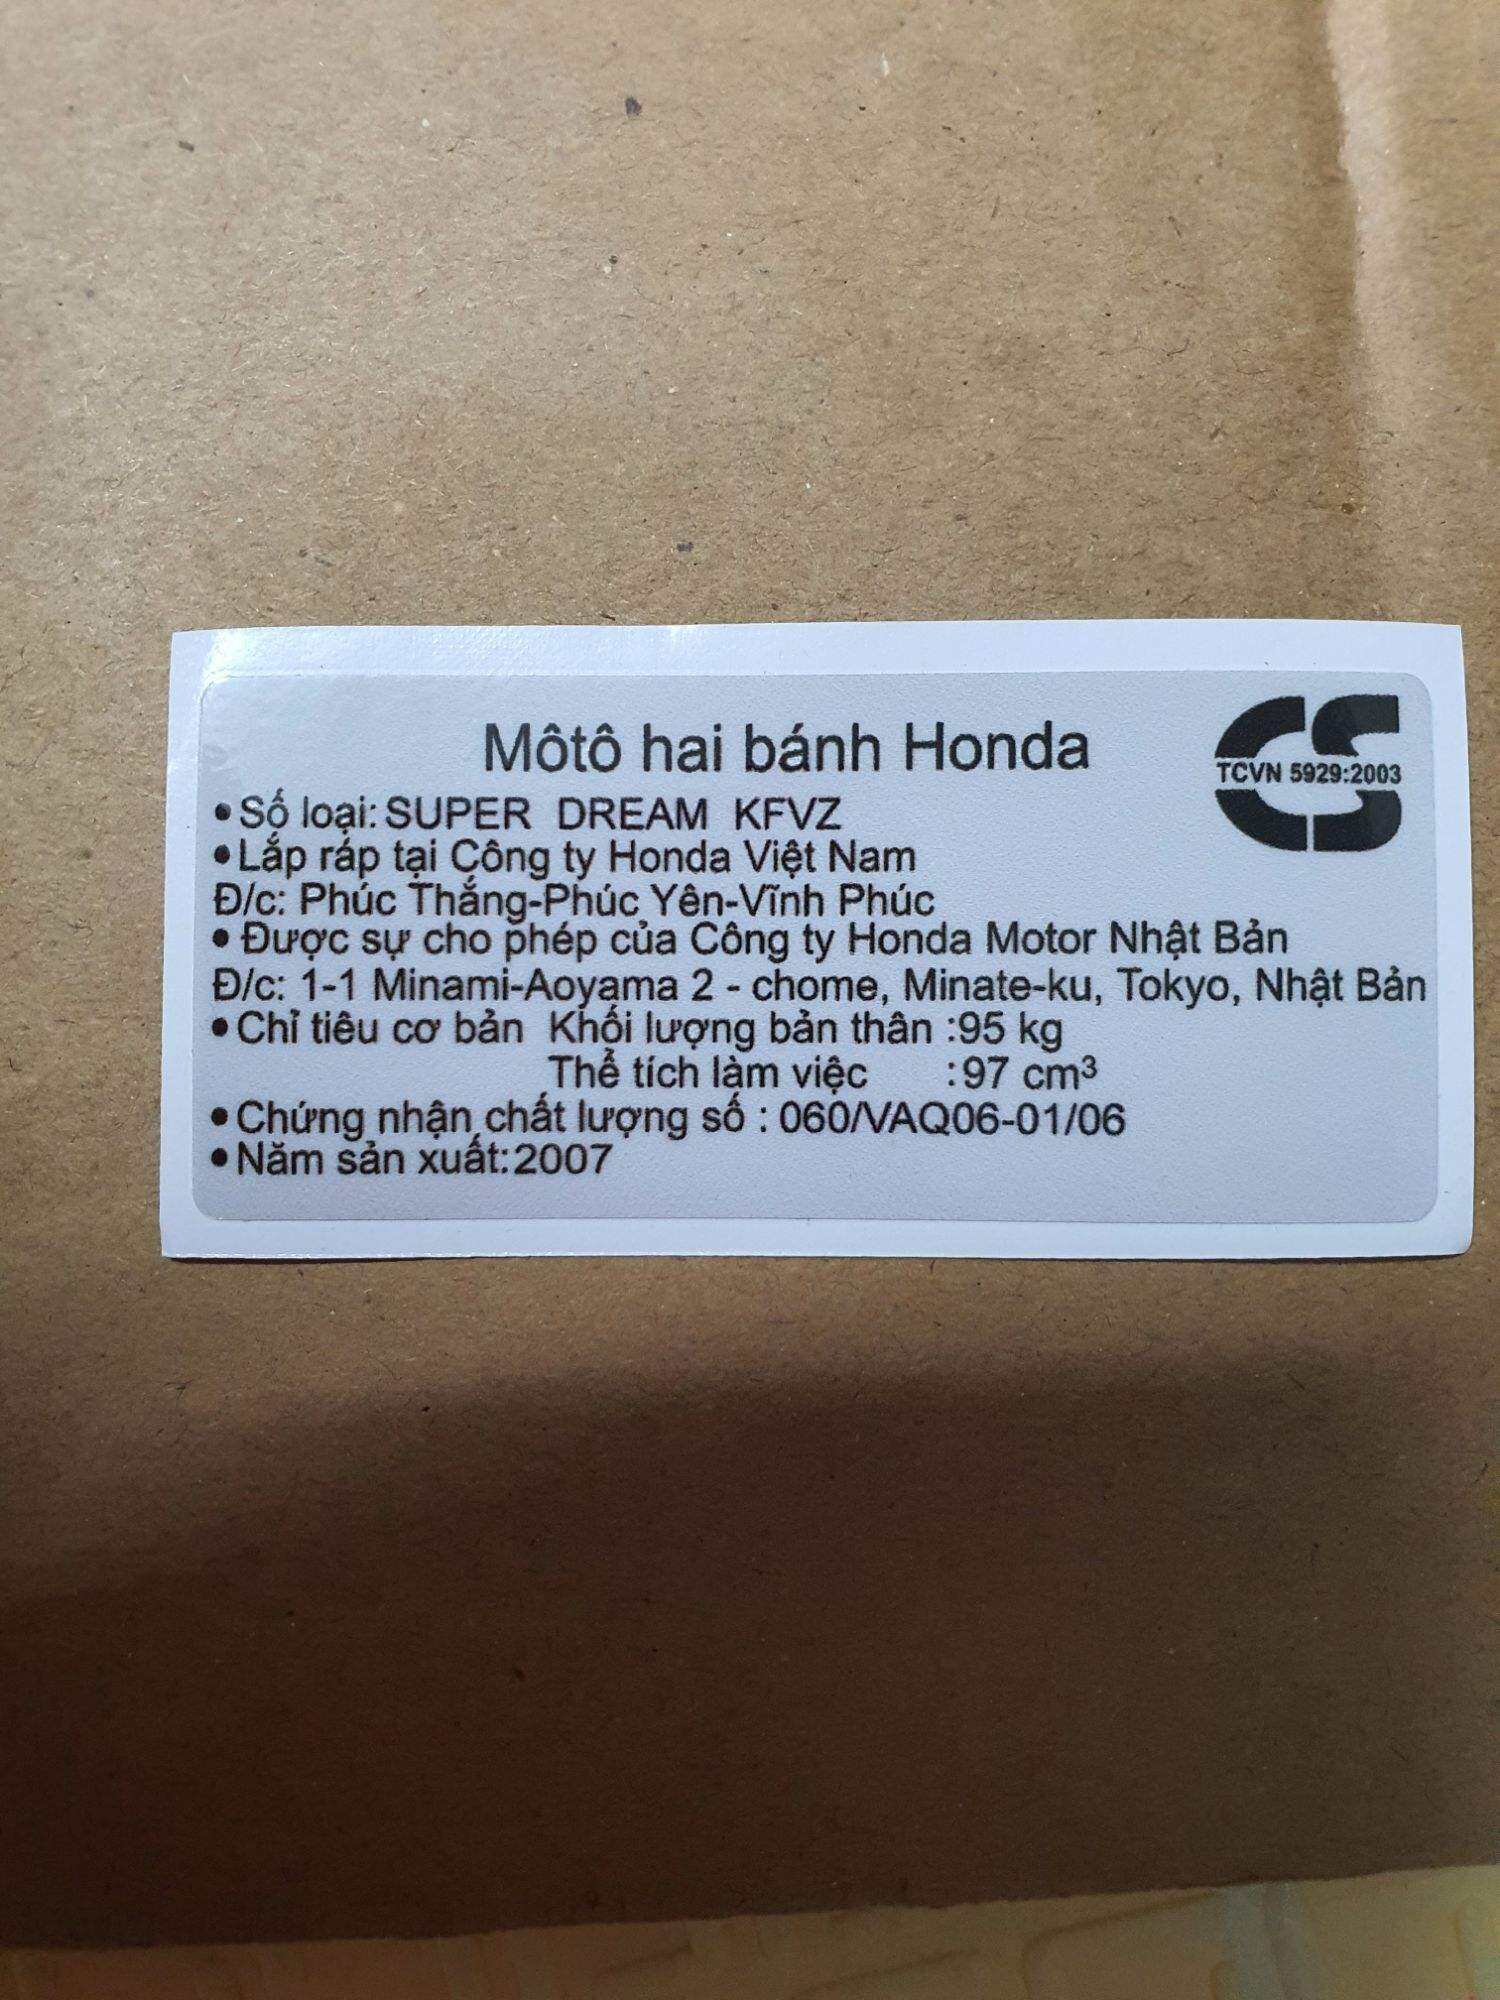 Môtô hai bánh Honda
CS
TCVN 5929:2003
•Số loại: SUPER DREAM KFVZ
•Lắp ráp tại Công ty Honda Việt Nam
Đ/c: Phúc Thắng-Phúc Yên-Vĩnh Phúc
• Được sự cho phép của Công ty Honda Motor Nhật Bản
Đ/c: 1-1 Minami-Aoyama 2 - chome, Minate-ku, Tokyo, Nhật Bản
•Chỉ tiêu cơ bản Khối lượng bản thân :95 kg
Thể tích làm việc :97 cm³
•Chứng nhận chất lượng số : 060/VAQ06-01/06
•Năm sản xuất:2007